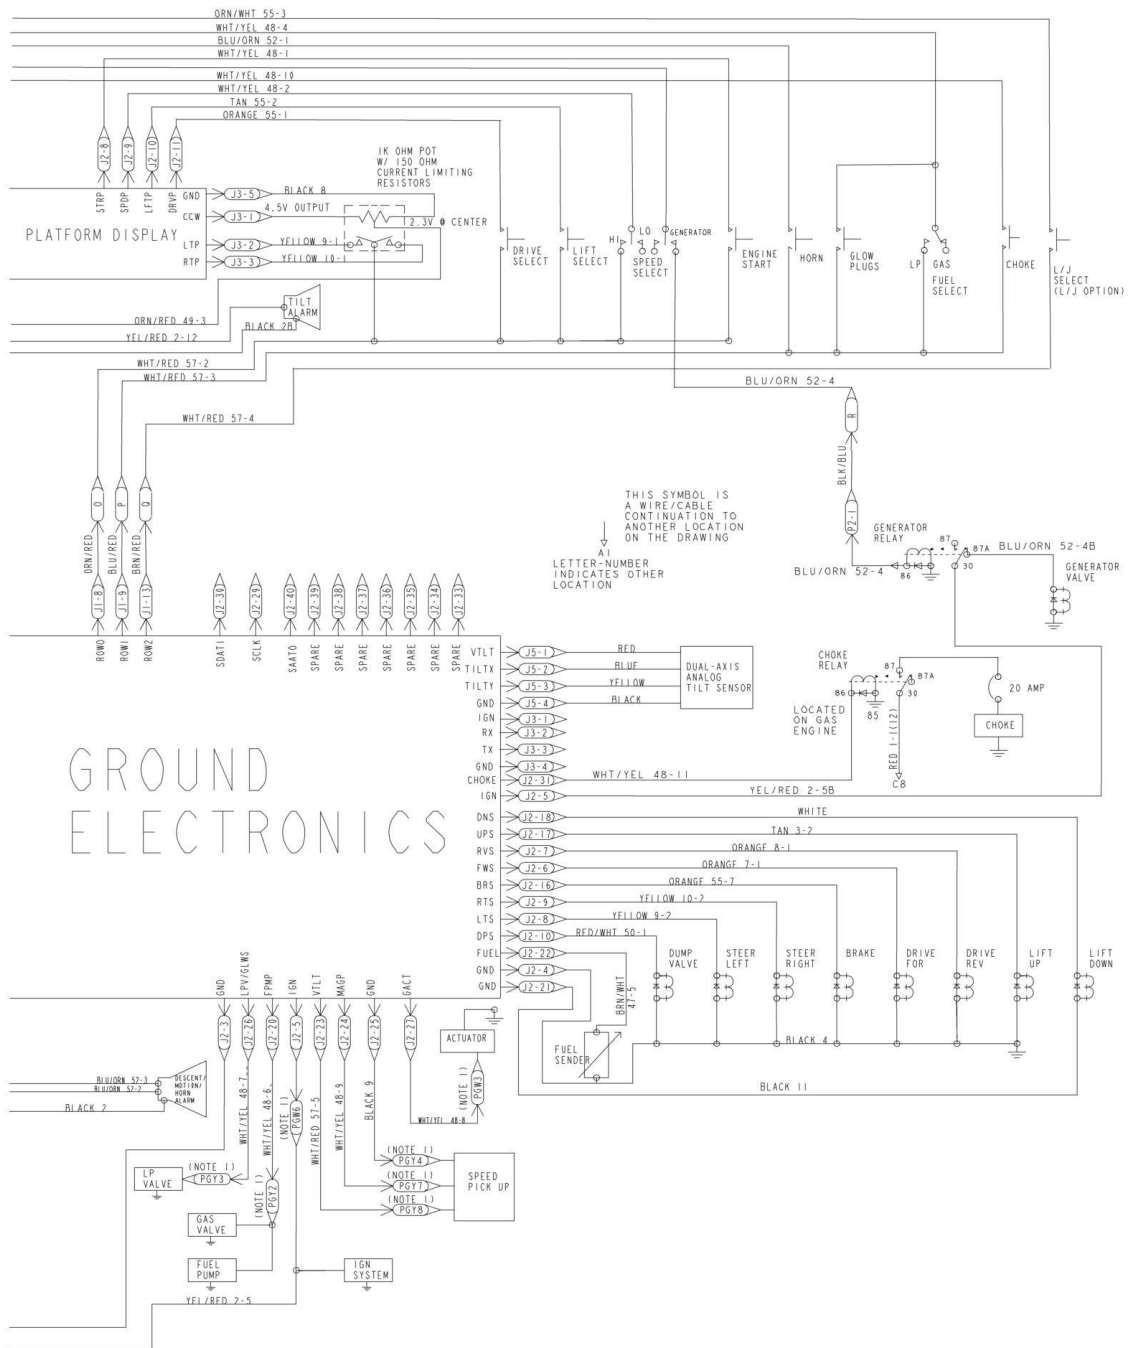 ORN/WHT 55-3
WHT/YEL 48-4
BLU/ORN 52-1
WHT/YEL 48-1
WHT/YEL 48-10
WHT/YEL 48-2
TAN 55-2
ORANGE 55-1
J2-8
J2-9
J2-10
J2-11
STRP
SPDP
LFTP
DRVP
1K OHM POT
W/ 150 OHM
CURRENT LIMITING
RESISTORS
GND
J3-5
BLACK 8
CCW
J3-1
4.5V OUTPUT
2.3V @ CENTER
PLATFORM DISPLAY
LTP
J3-2
YELLOW 9-1
RTP
J3-3
YELLOW 10-1
DRIVE
SELECT
LIFT
SELECT
HI
LO
SPEED
SELECT
GENERATOR
ENGINE
START
HORN
GLOW
PLUGS
LP
GAS
FUEL
SELECT
CHOKE
L/J
SELECT
(L/J OPTION)
TILT
ALARM
ORN/RED 49-3
BLACK 2B
YEL/RED 2-12
WHT/RED 57-2
WHT/RED 57-3
WHT/RED 57-4
BLU/ORN 52-4
R
BLK/BLU
P2-1
O
P
Q
ORN/RED
BLU/RED
BRN/RED
THIS SYMBOL IS
A WIRE/CABLE
CONTINUATION TO
ANOTHER LOCATION
ON THE DRAWING
A1
LETTER-NUMBER
INDICATES OTHER
LOCATION
GENERATOR
RELAY
87
87A
BLU/ORN 52-4B
BLU/ORN 52-4
86
30
GENERATOR
VALVE
J1-8
J1-9
J1-13
J2-30
J2-29
J2-40
J2-39
J2-38
J2-37
J2-36
J2-35
J2-34
J2-33
ROW0
ROW1
ROW2
SDAT1
SCLK
SAATO
SPARE
SPARE
SPARE
SPARE
SPARE
SPARE
SPARE
VTLT
J5-1
RED
TILTX
J5-2
BLUE
TILTY
J5-3
YELLOW
GND
J5-4
BLACK
DUAL-AXIS
ANALOG
TILT SENSOR
IGN
J3-1
RX
J3-2
TX
J3-3
GND
J3-4
CHOKE
J2-31
WHT/YEL 48-11
IGN
J2-5
YEL/RED 2-5B
CHOKE
RELAY
87
87A
86
30
85
LOCATED
ON GAS
ENGINE
RED 1-1(12)
C8
20 AMP
CHOKE
GROUND
ELECTRONICS
DNS
J2-18
WHITE
UPS
J2-17
TAN 3-2
RVS
J2-7
ORANGE 8-1
FWS
J2-6
ORANGE 7-1
BRS
J2-16
ORANGE 55-7
RTS
J2-9
YELLOW 10-2
LTS
J2-8
YELLOW 9-2
DPS
J2-10
RED/WHT 50-1
FUEL
J2-22
GND
J2-4
GND
J2-21
BRN/WHT
47-5
DUMP
VALVE
STEER
LEFT
STEER
RIGHT
BRAKE
DRIVE
FOR
DRIVE
REV
LIFT
UP
LIFT
DOWN
FUEL
SENDER
BLACK 4
BLACK 11
GND
LPV/GLWS
FPMP
IGN
VTLT
MAGP
GND
GACT
J2-3
J2-26
J2-20
J2-5
J2-23
J2-24
J2-25
J2-27
ACTUATOR
BLU/ORN 52-3
BLU/ORN 52-2
DESCENT/
MOTION/
HORN
ALARM
BLACK 2
WHT/YEL 48-7
WHT/YEL 48-6
(NOTE 1)
PGW6
WHT/RED 57-5
WHT/YEL 48-9
BLACK 9
(NOTE 1)
PGW3
WHT/YEL 48-8
(NOTE 1)
PGY3
LP
VALVE
(NOTE 1)
PGY2
(NOTE 1)
PGY4
(NOTE 1)
PGY7
(NOTE 1)
PGY8
SPEED
PICK UP
GAS
VALVE
FUEL
PUMP
IGN
SYSTEM
YEL/RED 2-5